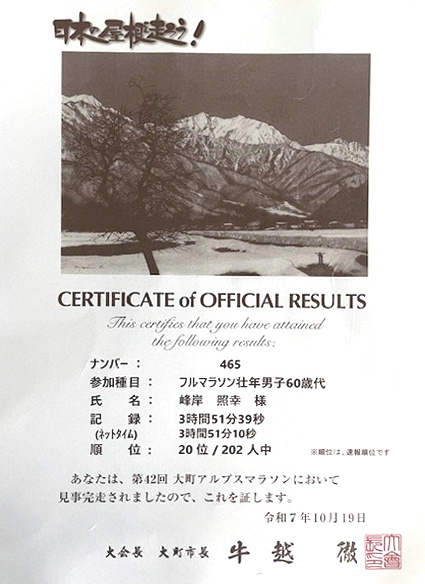 日本の屋根走ろう!
CERTIFICATE of OFFICIAL RESULTS
This certifies that you have attained
the following results:
ナンバー： 465
参加種目： フルマラソン壮年男子60歳代
氏 名： 峰岸 照幸 様
記 録： 3時間51分39秒
(ネットタイム) 3時間51分10秒
順 位： 20位/202人中 ※順位は、速報順位です
あなたは、第42回 大町アルプスマラソンにおいて
見事完走されましたので、これを証します。
令和7年10月19日
大会長 大町市長 牛越 徹